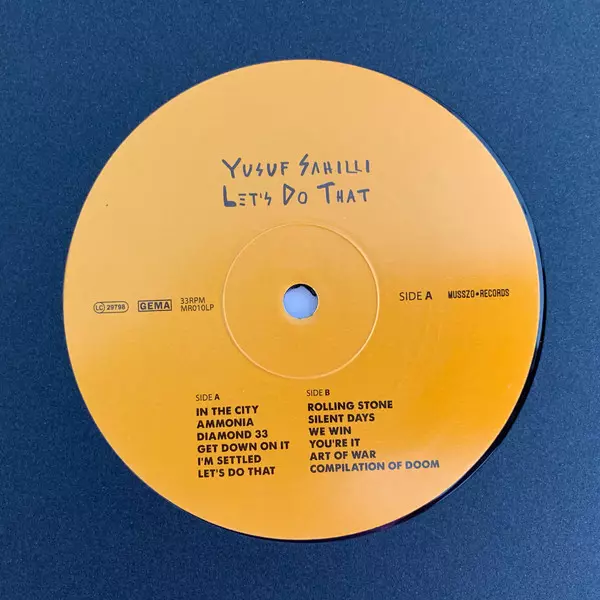 YUSUF SAHILLI
LET'S DO THAT
LC 29798
GEMA
33RPM
MR010LP
SIDE A
MUSSZO★RECORDS
SIDE A
IN THE CITY
AMMONIA
DIAMOND 33
GET DOWN ON IT
I'M SETTLED
LET'S DO THAT
SIDE B
ROLLING STONE
SILENT DAYS
WE WIN
YOU'RE IT
ART OF WAR
COMPILATION OF DOOM